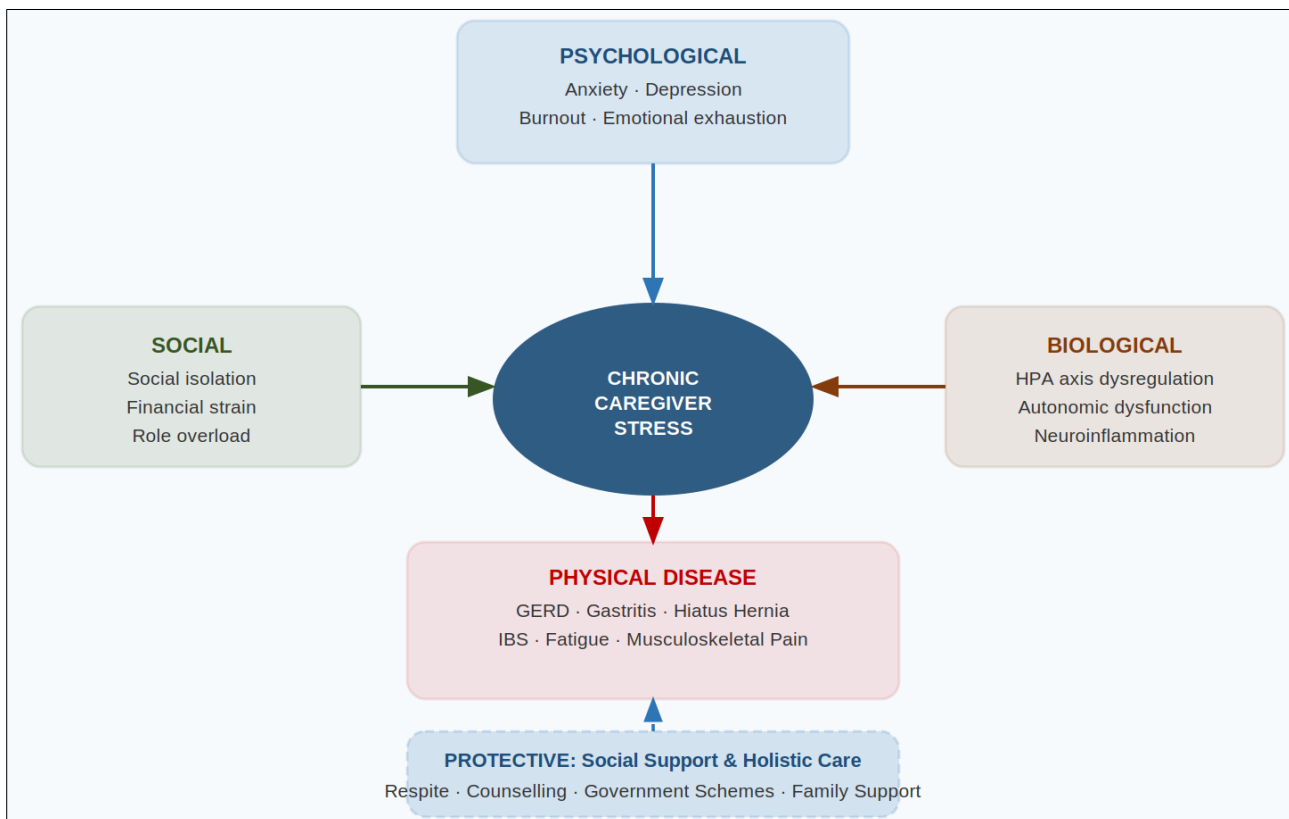 PSYCHOLOGICAL
Anxiety · Depression
Burnout · Emotional exhaustion
SOCIAL
Social isolation
Financial strain
Role overload
CHRONIC
CAREGIVER
STRESS
BIOLOGICAL
HPA axis dysregulation
Autonomic dysfunction
Neuroinflammation
PHYSICAL DISEASE
GERD · Gastritis · Hiatus Hernia
IBS · Fatigue · Musculoskeletal Pain
PROTECTIVE: Social Support & Holistic Care
Respite · Counselling · Government Schemes · Family Support